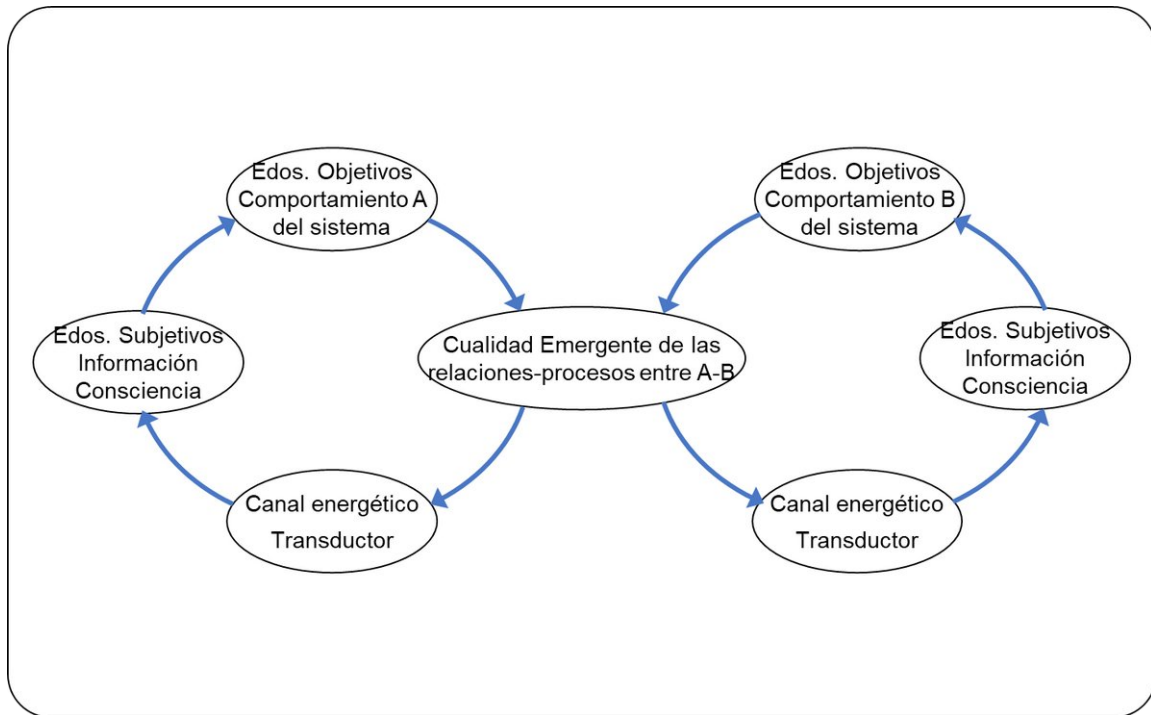 Edos. Objetivos
Comportamiento A
del sistema
Edos. Objetivos
Comportamiento B
del sistema
Edos. Subjetivos
Información
Consciencia
Cualidad Emergente de las
relaciones-procesos entre A-B
Edos. Subjetivos
Información
Consciencia
Canal energético
Transductor
Canal energético
Transductor